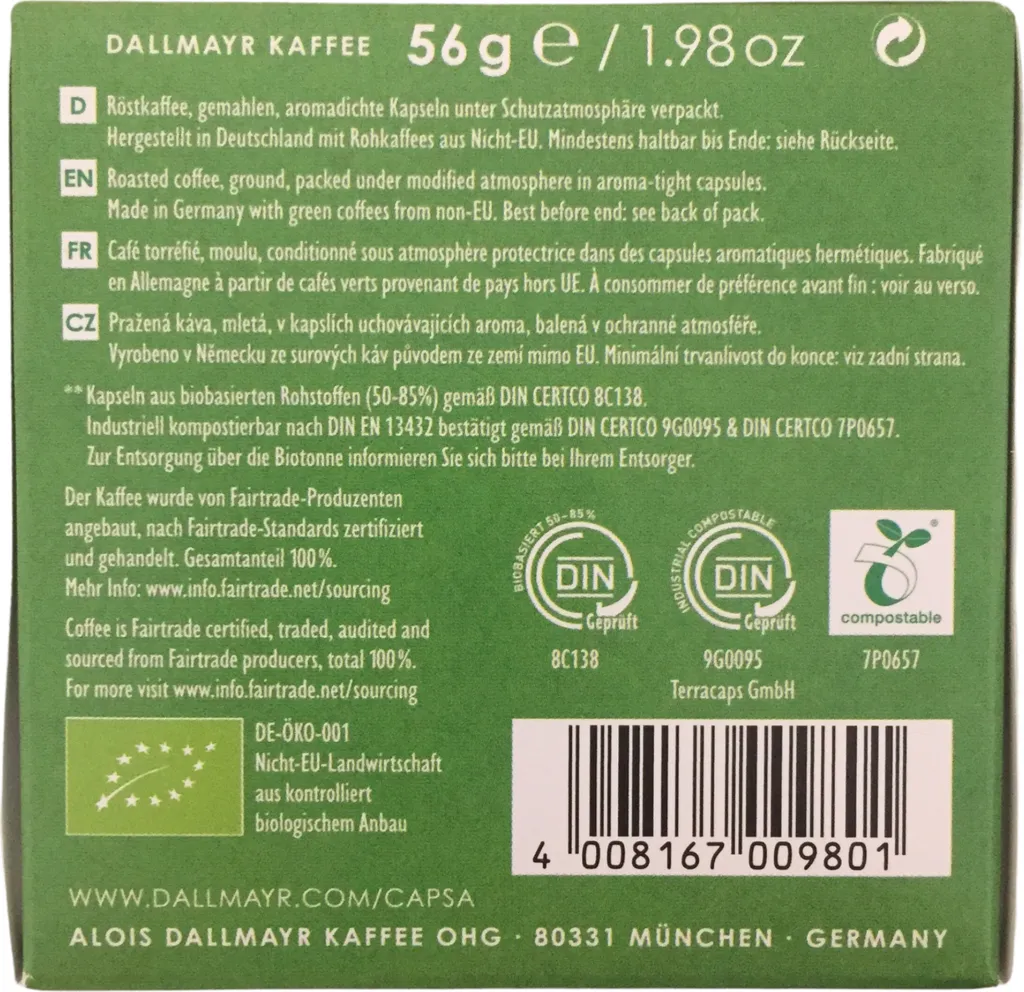 DALLMAYR KAFFEE 56 g ℮ / 1.98 oz
D Röstkaffee, gemahlen, aromadichte Kapseln unter Schutzatmosphäre verpackt.
Hergestellt in Deutschland mit Rohkaffees aus Nicht-EU. Mindestens haltbar bis Ende: siehe Rückseite.
EN Roasted coffee, ground, packed under modified atmosphere in aroma-tight capsules.
Made in Germany with green coffees from non-EU. Best before end: see back of pack.
FR Café torréfié, moulu, conditionné sous atmosphère protectrice dans des capsules aromatiques hermétiques. Fabriqué
en Allemagne à partir de cafés verts provenant de pays hors UE. À consommer de préférence avant fin : voir au verso.
CZ Pražená káva, mletá, v kapslích uchovávajících aroma, balená v ochranné atmosféře.
Vyrobeno v Německu ze surových káv původem ze zemí mimo EU. Minimální trvanlivost do konce: viz zadní strana.
**Kapseln aus biobasierten Rohstoffen (50-85%) gemäß DIN CERTCO 8C138.
Industriell kompostierbar nach DIN EN 13432 bestätigt gemäß DIN CERTCO 9G0095 & DIN CERTCO 7P0657.
Zur Entsorgung über die Biotonne informieren Sie sich bitte bei Ihrem Entsorger.
Der Kaffee wurde von Fairtrade-Produzenten
angebaut, nach Fairtrade-Standards zertifiziert
und gehandelt. Gesamtanteil 100%.
Mehr Info: www.info.fairtrade.net/sourcing
Coffee is Fairtrade certified, traded, audited and
sourced from Fairtrade producers, total 100%.
For more visit www.info.fairtrade.net/sourcing
BIOBASIERT 50-85%
DIN
Geprüft
8C138
INDUSTRIAL COMPOSTABLE
DIN
Geprüft
9G0095
Terracaps GmbH
®
compostable
7P0657
DE-ÖKO-001
Nicht-EU-Landwirtschaft
aus kontrolliert
biologischem Anbau
4 008167 009801
WWW.DALLMAYR.COM/CAPSA
ALOIS DALLMAYR KAFFEE OHG · 80331 MÜNCHEN · GERMANY